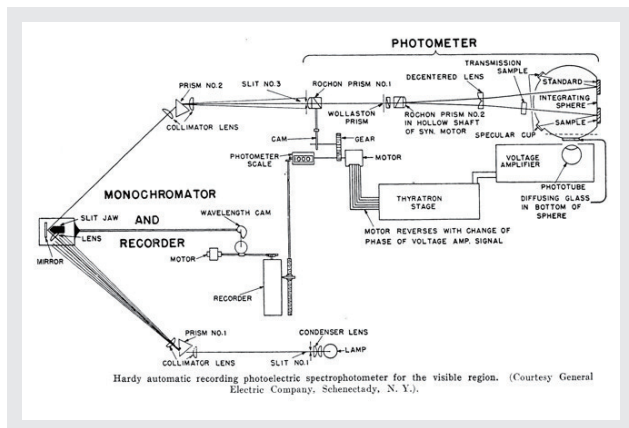 PHOTOMETER
TRANSMISSION
SAMPLE
DECENTERED LENS
STANDARD
PRISM NO.2
SLIT NO.3
ROCHON PRISM NO.1
INTEGRATING
SPHERE
COLLIMATOR LENS
WOLLASTON
PRISM
ROCHON PRISM NO.2
IN HOLLOW SHAFT
OF SYN. MOTOR
SAMPLE
SPECULAR CUP
CAM
GEAR
PHOTOMETER
SCALE
MOTOR
VOLTAGE
AMPLIFIER
PHOTOTUBE
DIFFUSING GLASS
IN BOTTOM OF
SPHERE
THYRATRON
STAGE
MOTOR REVERSES WITH CHANGE OF
PHASE OF VOLTAGE AMP. SIGNAL
MONOCHROMATOR
AND
RECORDER
SLIT JAW
LENS
MIRROR
WAVELENGTH CAM
MOTOR
RECORDER
PRISM NO.1
COLLIMATOR LENS
CONDENSER LENS
SLIT NO.1
LAMP
Hardy automatic recording photoelectric spectrophotometer for the visible region. (Courtesy General
Electric Company, Schenectady, N. Y.).